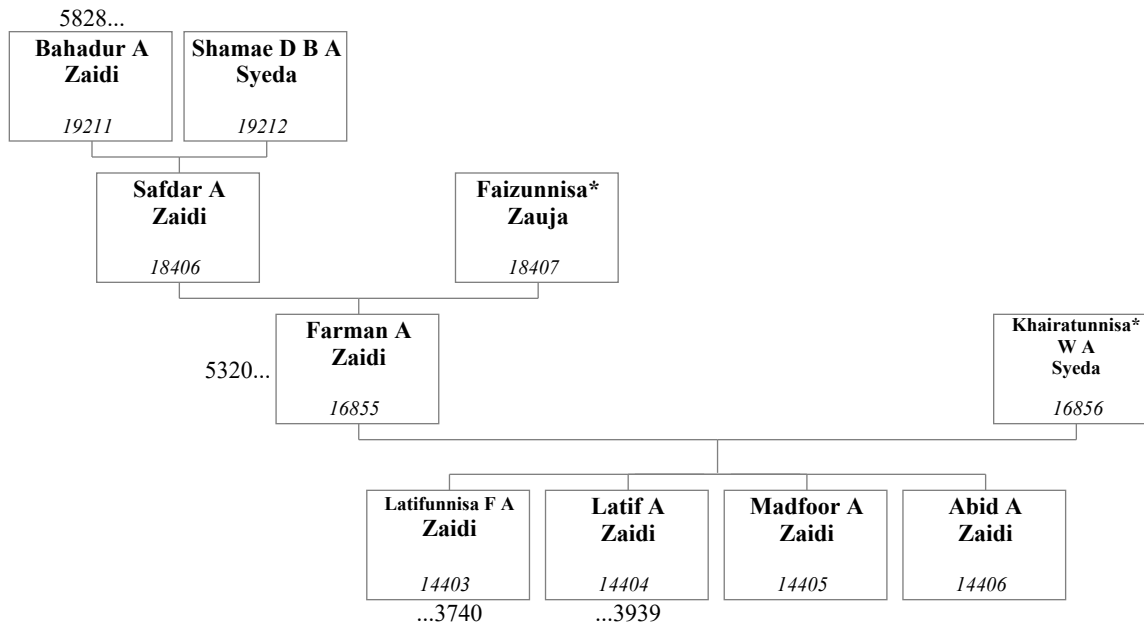 5828...
Bahadur A
Zaidi
19211
Shamae D B A
Syeda
19212
Safdar A
Zaidi
18406
Faizunnisa*
Zauja
18407
Farman A
Zaidi
16855
5320...
Khairatunnisa*
W A
Syeda
16856
Latifunnisa F A
Zaidi
14403
...3740
Latif A
Zaidi
14404
...3939
Madfoor A
Zaidi
14405
Abid A
Zaidi
14406